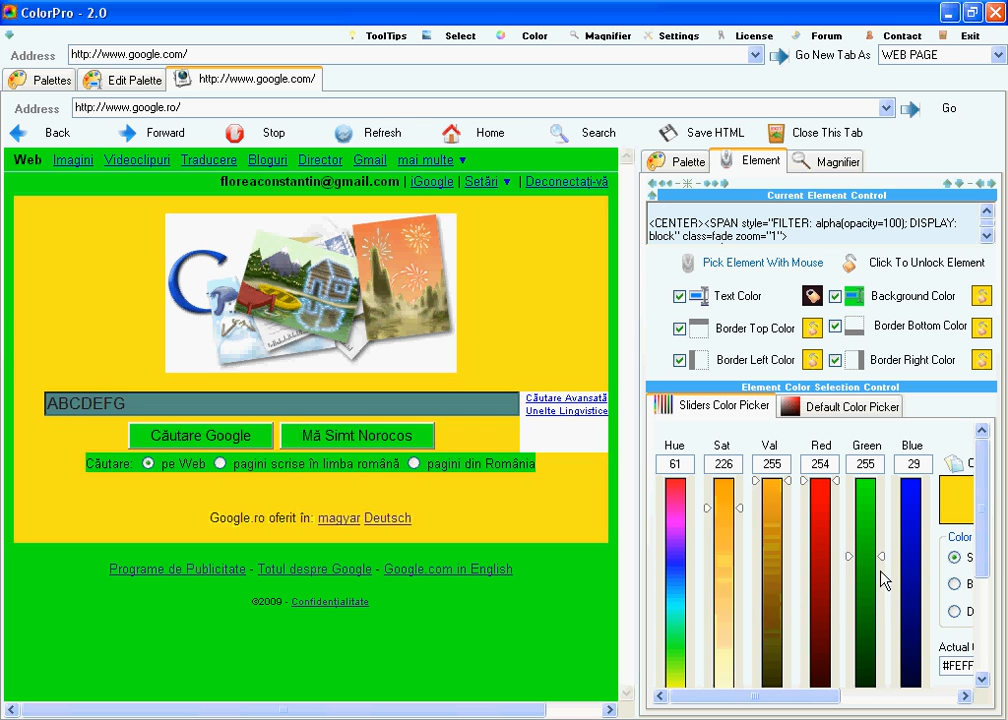 ColorPro - 2.0
ToolTips Select Color Magnifier Settings License Forum Contact Exit
Address http://www.google.com/ Go New Tab As WEB PAGE
Palettes Edit Palette http://www.google.com/
Address http://www.google.ro/ Go
Back Forward Stop Refresh Home Search Save HTML Close This Tab
Web Imagini Videoclipuri Traducere Bloguri Director Gmail mai multe ▼
floreaconstantin@gmail.com | iGoogle | Setări ▼ | Deconectaţi-vă
ABCDEFG
Căutare Avansată
Unelte Lingvistice
Căutare Google Mă Simt Norocos
Căutare: pe Web pagini scrise în limba română pagini din România
Google.ro oferit în: magyar Deutsch
Programe de Publicitate - Totul despre Google - Google.com in English
©2009 - Confidenţialitate
Palette Element Magnifier
Current Element Control
<CENTER><SPAN style="FILTER: alpha(opacity=100); DISPLAY:
block" class=fade zoom="1">
Pick Element With Mouse Click To Unlock Element
Text Color Background Color
Border Top Color Border Bottom Color
Border Left Color Border Right Color
Element Color Selection Control
Sliders Color Picker Default Color Picker
Hue Sat Val Red Green Blue
61 226 255 254 255 29
C
Color
S
B
D
Actual
#FEFF